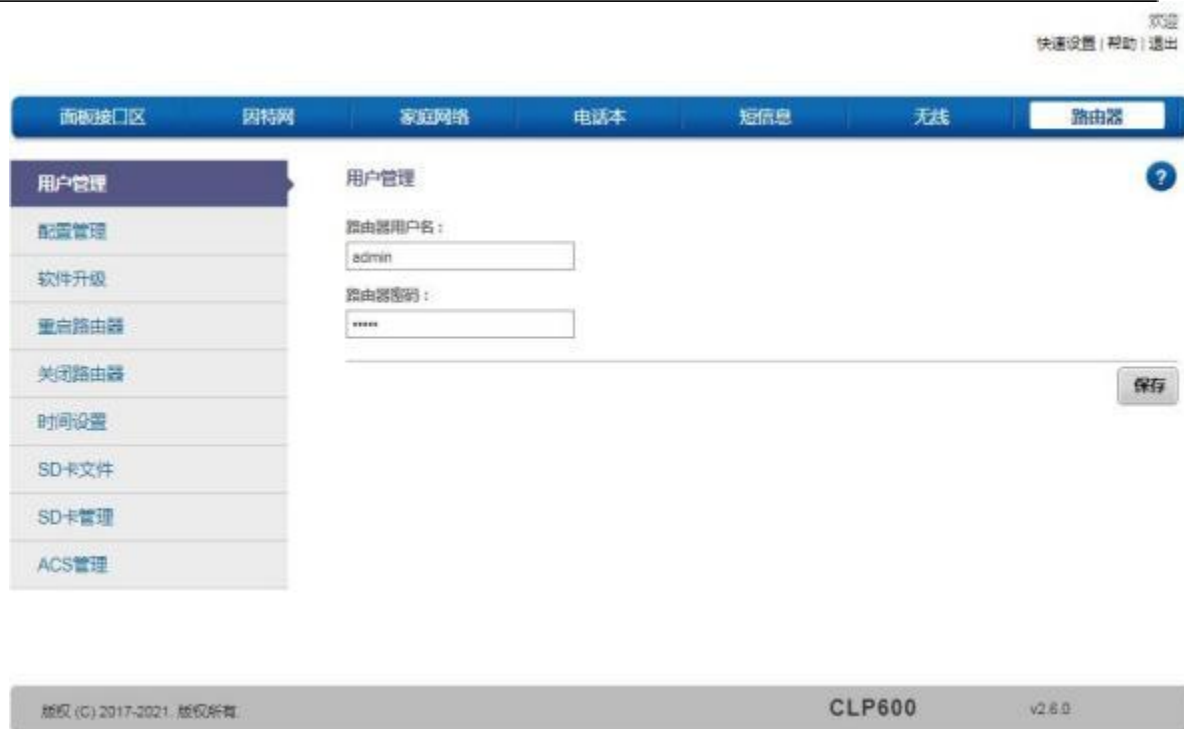 欢迎
快速设置 | 帮助 | 退出
面板接口区 因特网 家庭网络 电话本 短信息 无线 路由器
用户管理
配置管理
软件升级
重启路由器
关闭路由器
时间设置
SD卡文件
SD卡管理
ACS管理
用户管理
?
路由器用户名：
admin
路由器密码：
•••••
保存
版权 (C) 2017-2021. 版权所有.
CLP600
v2.6.0